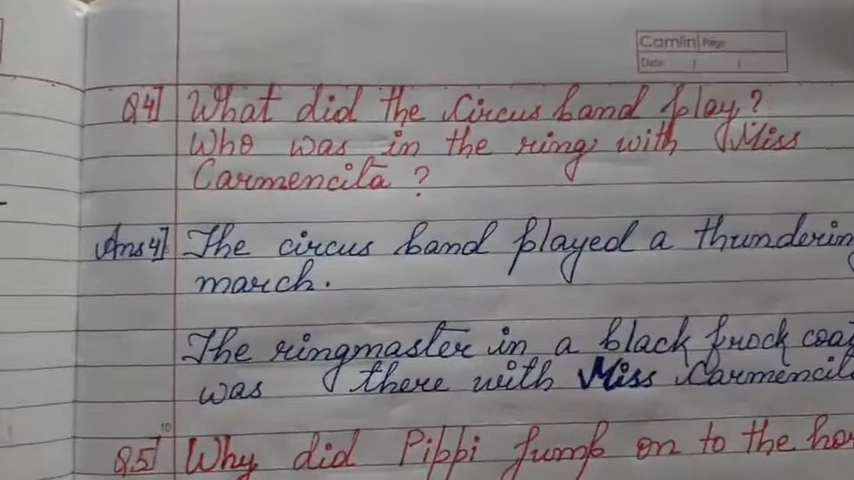 Camlin Page
Date / /
Q4] What did the circus band play?
Who was in the ring with Miss
Carmencita ?
Ans 4] The circus band played a thunderin
march.
The ringmaster in a black frock coa
was there with Miss Carmencit
10
Q5] Why did Pippi jump on to the ho